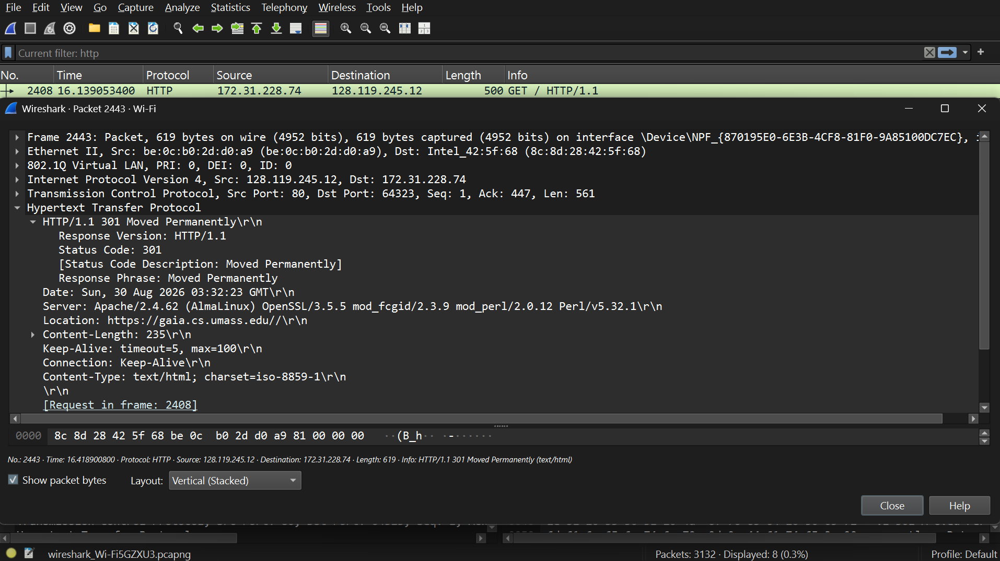 File Edit View Go Capture Analyze Statistics Telephony Wireless Tools Help
Current filter: http
No. Time Protocol Source Destination Length Info
2408 16.139053400 HTTP 172.31.228.74 128.119.245.12 500 GET / HTTP/1.1
Wireshark · Packet 2443 · Wi-Fi
Frame 2443: Packet, 619 bytes on wire (4952 bits), 619 bytes captured (4952 bits) on interface \Device\NPF_{870195E0-6E3B-4CF8-81F0-9A85100DC7EC},
Ethernet II, Src: be:0c:b0:2d:d0:a9 (be:0c:b0:2d:d0:a9), Dst: Intel_42:5f:68 (8c:8d:28:42:5f:68)
802.1Q Virtual LAN, PRI: 0, DEI: 0, ID: 0
Internet Protocol Version 4, Src: 128.119.245.12, Dst: 172.31.228.74
Transmission Control Protocol, Src Port: 80, Dst Port: 64323, Seq: 1, Ack: 447, Len: 561
Hypertext Transfer Protocol
HTTP/1.1 301 Moved Permanently\r\n
Response Version: HTTP/1.1
Status Code: 301
[Status Code Description: Moved Permanently]
Response Phrase: Moved Permanently
Date: Sun, 30 Aug 2026 03:32:23 GMT\r\n
Server: Apache/2.4.62 (AlmaLinux) OpenSSL/3.5.5 mod_fcgid/2.3.9 mod_perl/2.0.12 Perl/v5.32.1\r\n
Location: https://gaia.cs.umass.edu//\r\n
Content-Length: 235\r\n
Keep-Alive: timeout=5, max=100\r\n
Connection: Keep-Alive\r\n
Content-Type: text/html; charset=iso-8859-1\r\n
\r\n
[Request in frame: 2408]
0000 8c 8d 28 42 5f 68 be 0c b0 2d d0 a9 81 00 00 00 ··(B_h·· ·-······
No.: 2443 · Time: 16.418900800 · Protocol: HTTP · Source: 128.119.245.12 · Destination: 172.31.228.74 · Length: 619 · Info: HTTP/1.1 301 Moved Permanently (text/html)
Show packet bytes Layout: Vertical (Stacked)
Close Help
wireshark_Wi-Fi5GZXU3.pcapng Packets: 3132 · Displayed: 8 (0.3%) Profile: Default